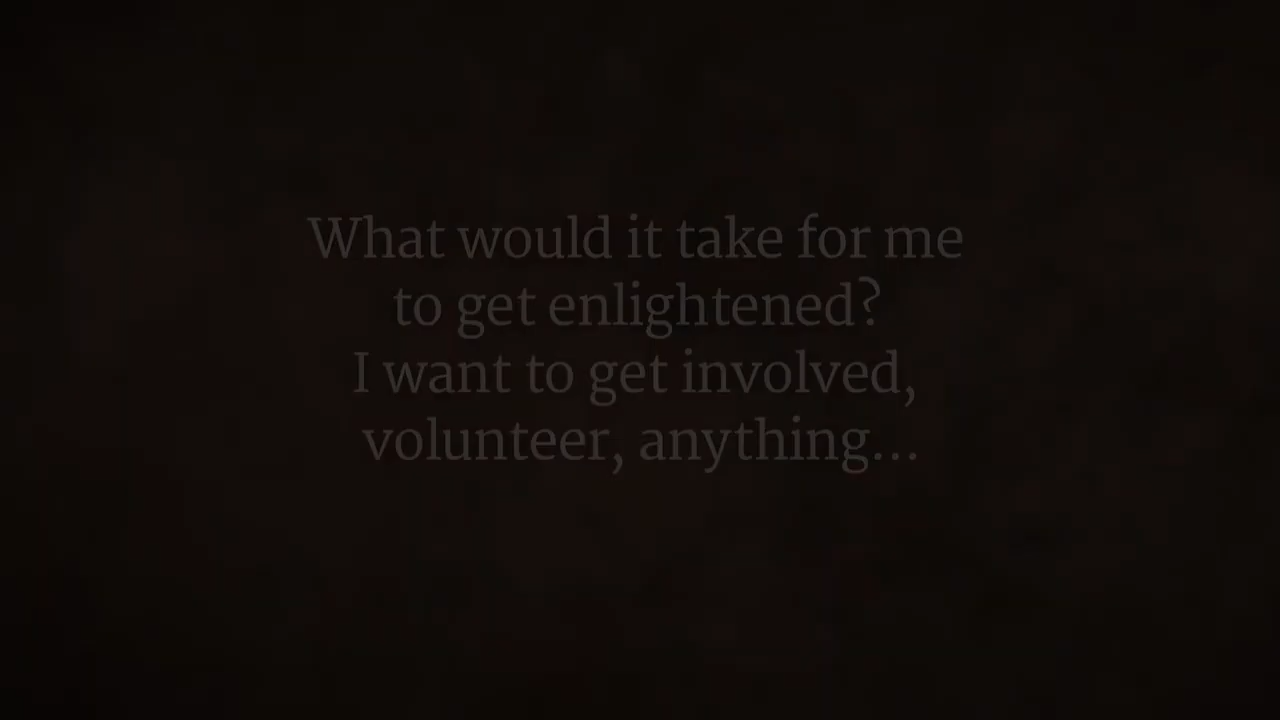 What would it take for me
to get enlightened?
I want to get involved,
volunteer, anything...